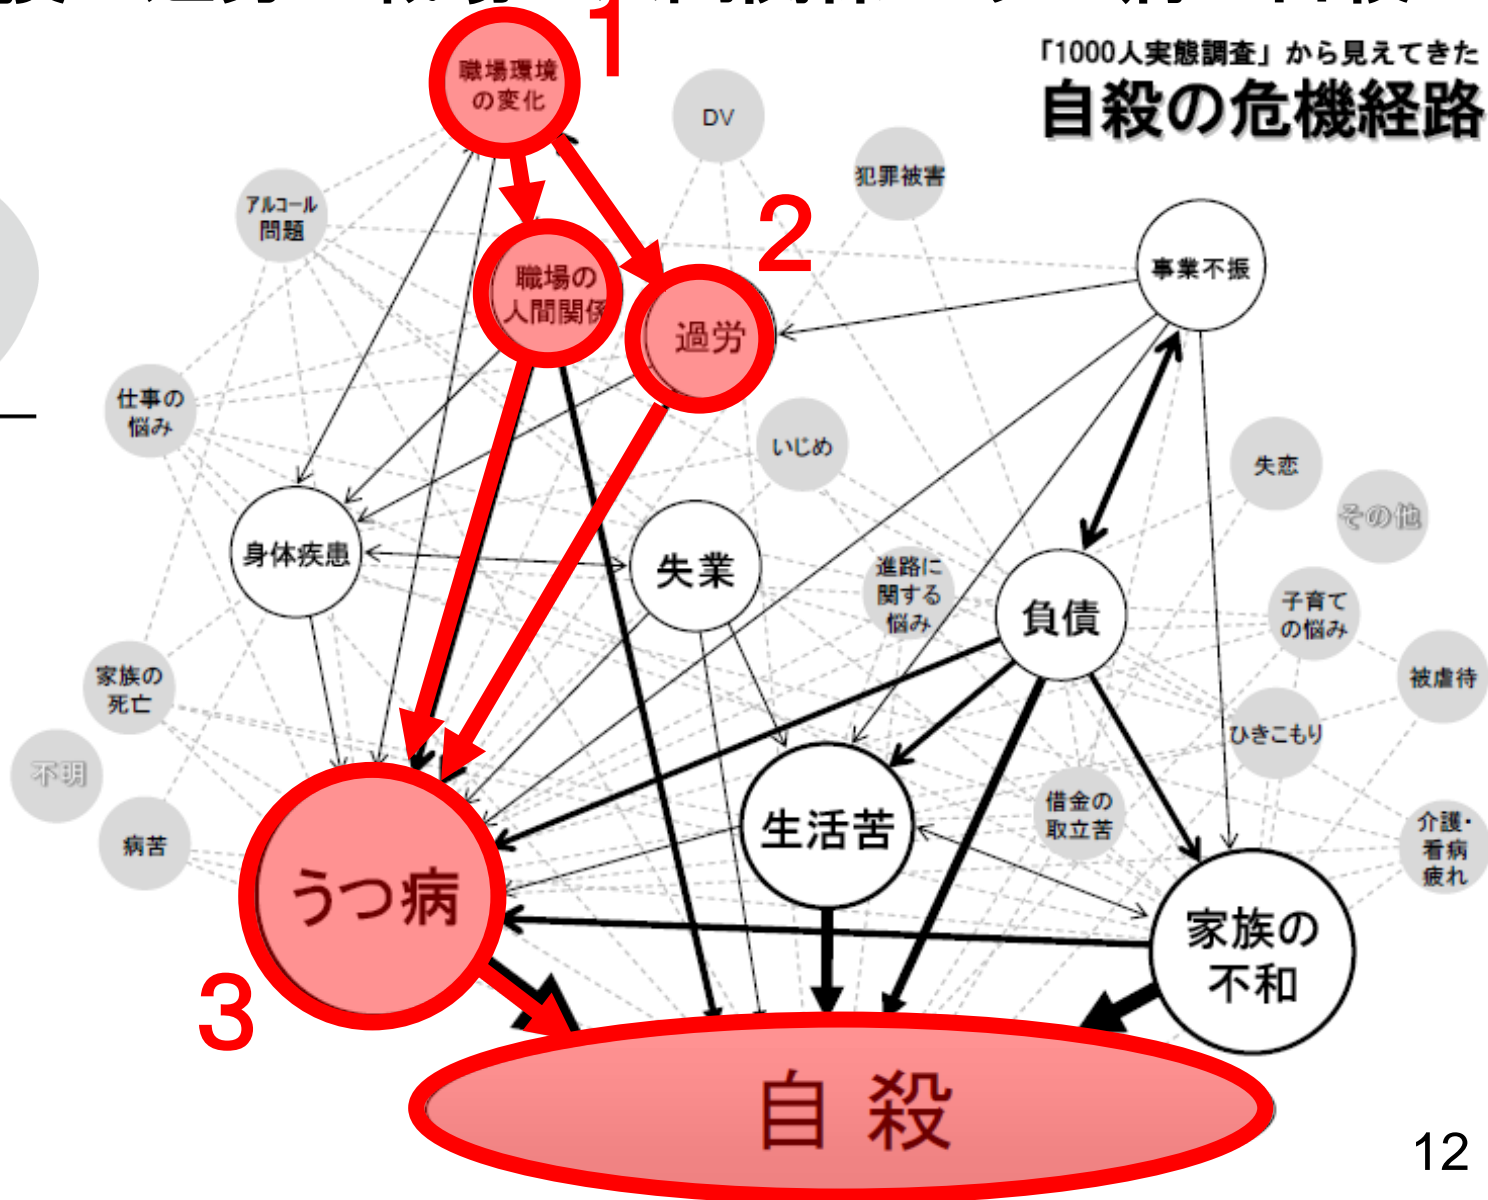 「1000人実態調査」から見えてきた
自殺の危機経路
1
職場環境
の変化
DV
犯罪被害
アルコール
問題
2
職場の
人間関係
過労
事業不振
仕事の
悩み
いじめ
失恋
その他
身体疾患
失業
進路に
関する
悩み
負債
子育て
の悩み
家族の
死亡
被虐待
ひきこもり
不明
病苦
生活苦
借金の
取立苦
介護・
看病
疲れ
うつ病
家族の
不和
3
自殺
12